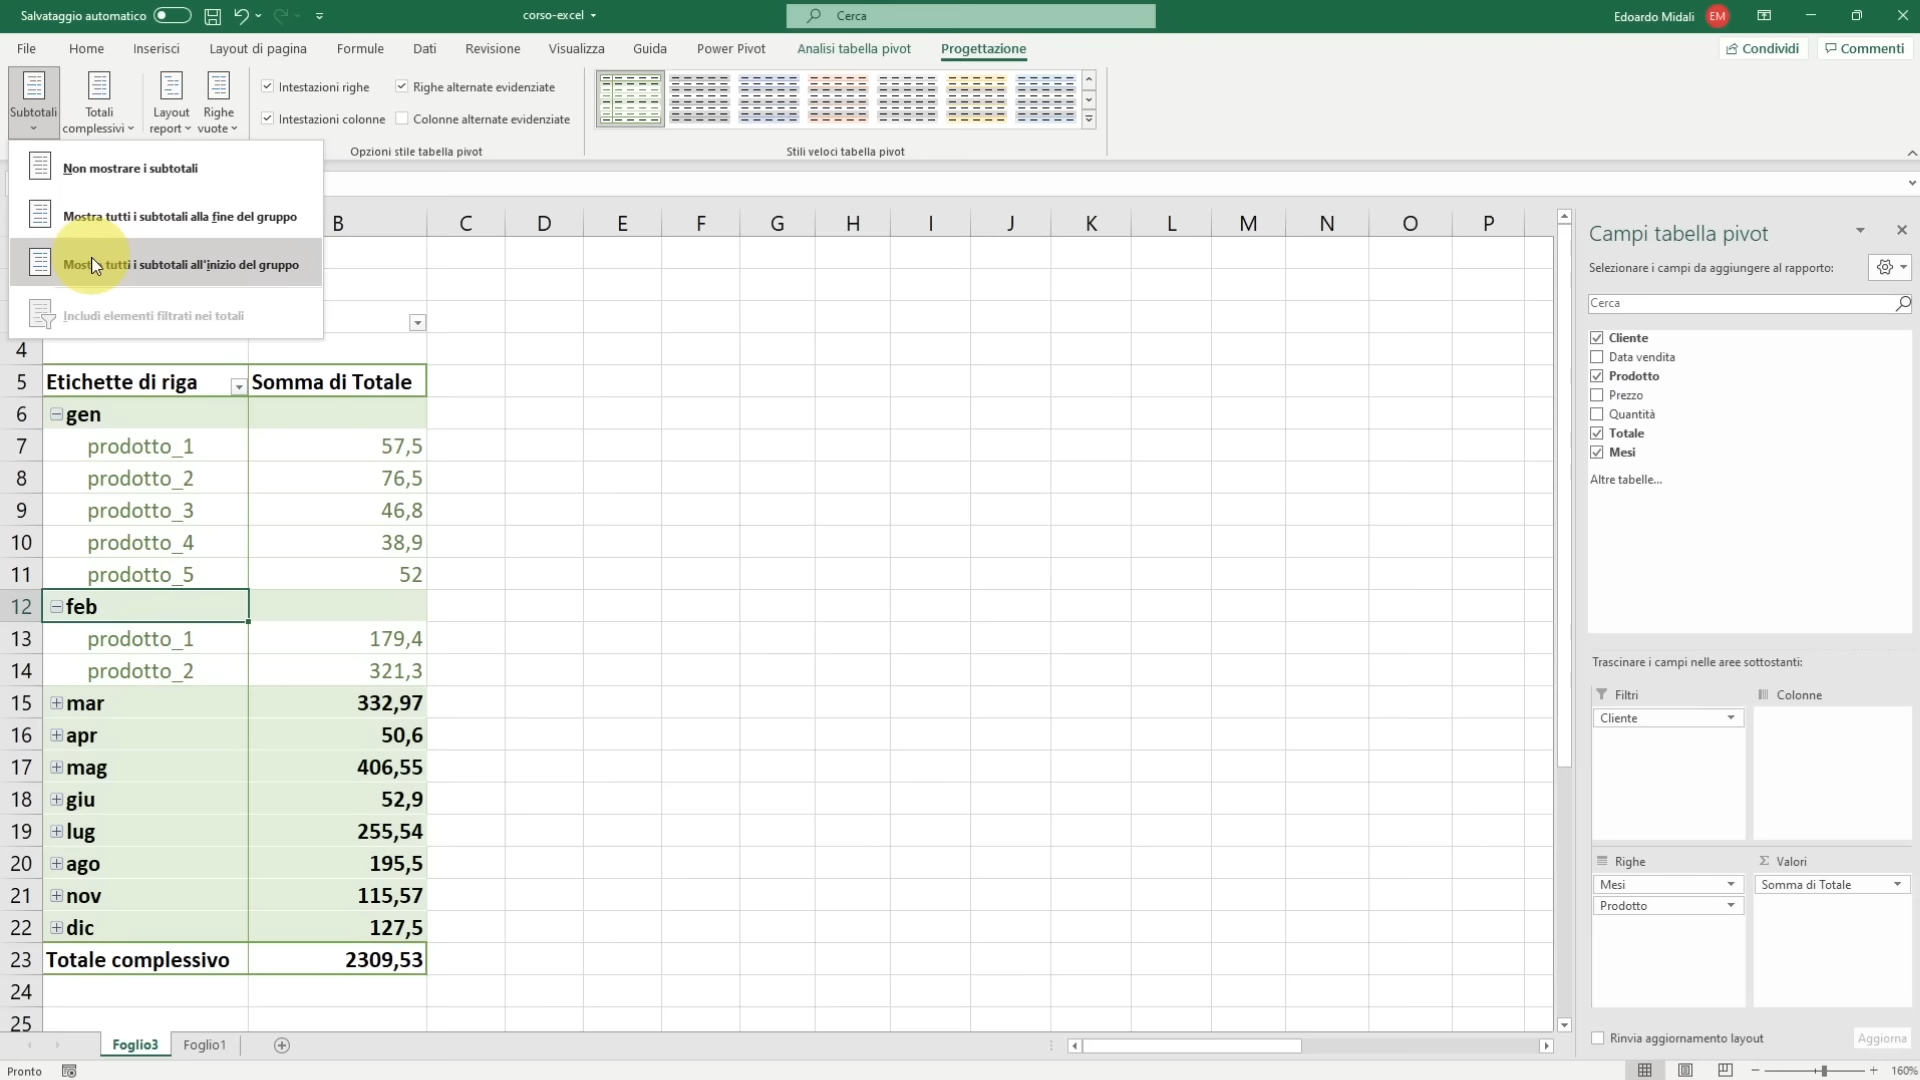 Salvataggio automatico
corso-excel
Cerca
Edoardo Midali EM
File Home Inserisci Layout di pagina Formule Dati Revisione Visualizza Guida Power Pivot Analisi tabella pivot Progettazione Condividi Commenti
Subtotali
Totali complessivi
Layout report
Righe vuote
Intestazioni righe
Righe alternate evidenziate
Intestazioni colonne
Colonne alternate evidenziate
Opzioni stile tabella pivot
Stili veloci tabella pivot
Non mostrare i subtotali
Mostra tutti i subtotali alla fine del gruppo
Mostra tutti i subtotali all'inizio del gruppo
Includi elementi filtrati nei totali
B C D E F G H I J K L M N O P
4
5 Etichette di riga Somma di Totale
6 gen
7 prodotto_1 57,5
8 prodotto_2 76,5
9 prodotto_3 46,8
10 prodotto_4 38,9
11 prodotto_5 52
12 feb
13 prodotto_1 179,4
14 prodotto_2 321,3
15 mar 332,97
16 apr 50,6
17 mag 406,55
18 giu 52,9
19 lug 255,54
20 ago 195,5
21 nov 115,57
22 dic 127,5
23 Totale complessivo 2309,53
24
25
Campi tabella pivot
Selezionare i campi da aggiungere al rapporto:
Cerca
Cliente
Data vendita
Prodotto
Prezzo
Quantità
Totale
Mesi
Altre tabelle...
Trascinare i campi nelle aree sottostanti:
Filtri
Colonne
Cliente
Righe
Σ Valori
Mesi
Somma di Totale
Prodotto
Rinvia aggiornamento layout
Aggiorna
Foglio3 Foglio1
Pronto
160%